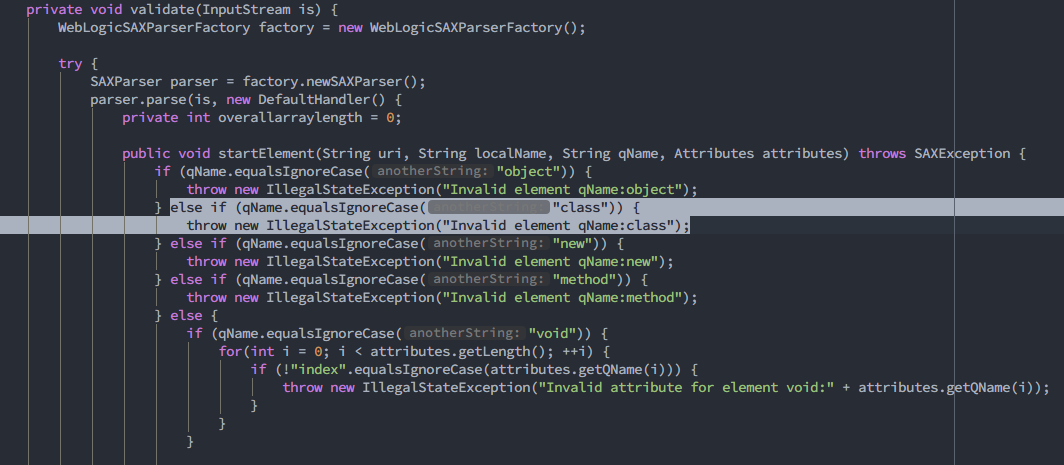 private void validate(InputStream is) {
WebLogicSAXParserFactory factory = new WebLogicSAXParserFactory();
try {
SAXParser parser = factory.newSAXParser();
parser.parse(is, new DefaultHandler() {
private int overallarraylength = 0;
public void startElement(String uri, String localName, String qName, Attributes attributes) throws SAXException {
if (qName.equalsIgnoreCase( anotherString: "object")) {
throw new IllegalStateException("Invalid element qName:object");
} else if (qName.equalsIgnoreCase( anotherString: "class")) {
throw new IllegalStateException("Invalid element qName:class");
} else if (qName.equalsIgnoreCase( anotherString: "new")) {
throw new IllegalStateException("Invalid element qName:new");
} else if (qName.equalsIgnoreCase( anotherString: "method")) {
throw new IllegalStateException("Invalid element qName:method");
} else {
if (qName.equalsIgnoreCase( anotherString: "void")) {
for(int i = 0; i < attributes.getLength(); ++i) {
if (!"index".equalsIgnoreCase(attributes.getQName(i))) {
throw new IllegalStateException("Invalid attribute for element void:" + attributes.getQName(i));
}
}
}